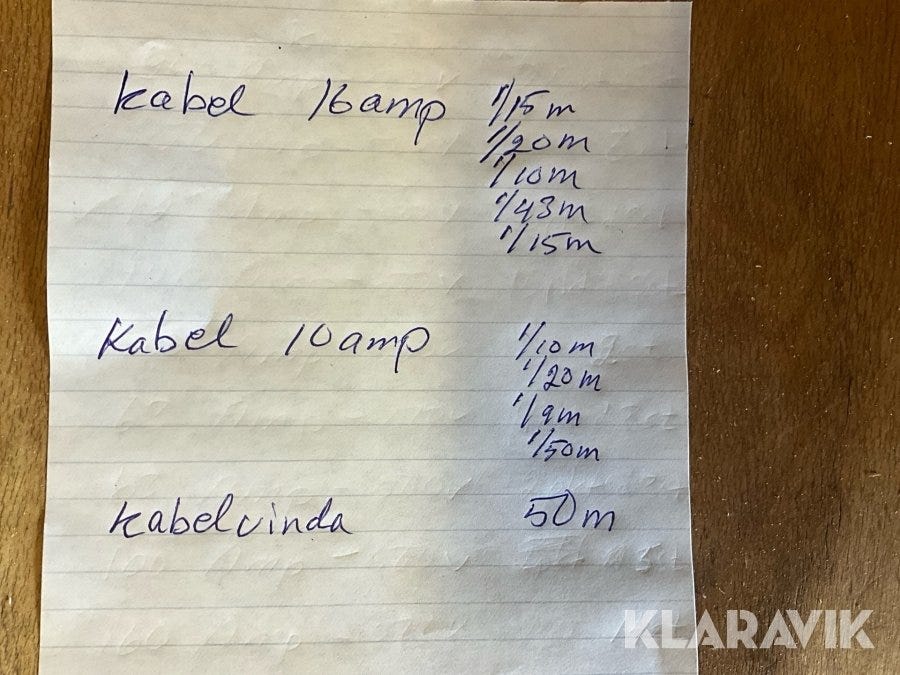 kabel 16amp 1/15m
1/20m
1/10m
1/43m
1/15m
Kabel 10amp 1/10m
1/20m
1/9m
1/50m
Kabelvinda 50m
KLARAVIK